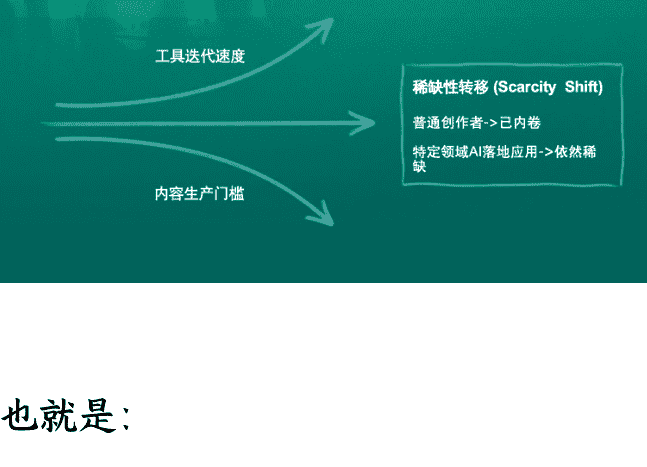 工具迭代速度
稀缺性转移 (Scarcity Shift)
普通创作者->已内卷
特定领域AI落地应用->依然稀
缺
内容生产门槛
也就是：